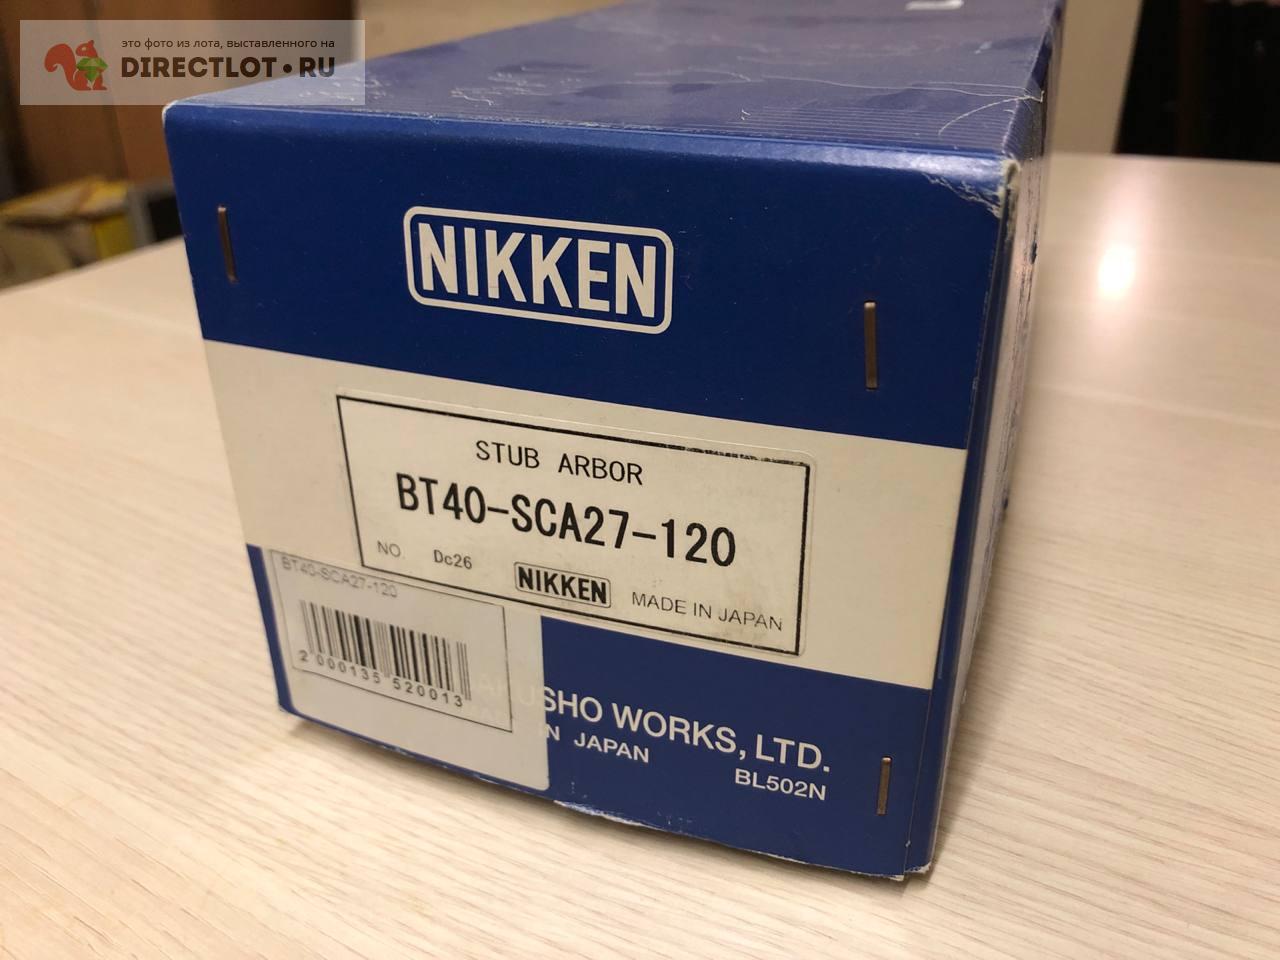 это фото из лота, выставленного на
DIRECTLOT•RU
NIKKEN
STUB ARBOR
BT40-SCA27-120
NO. Dc26 NIKKEN MADE IN JAPAN
BT40-SCA27-120
2 000135 520013
WORKS, LTD.
IN JAPAN
BL502N